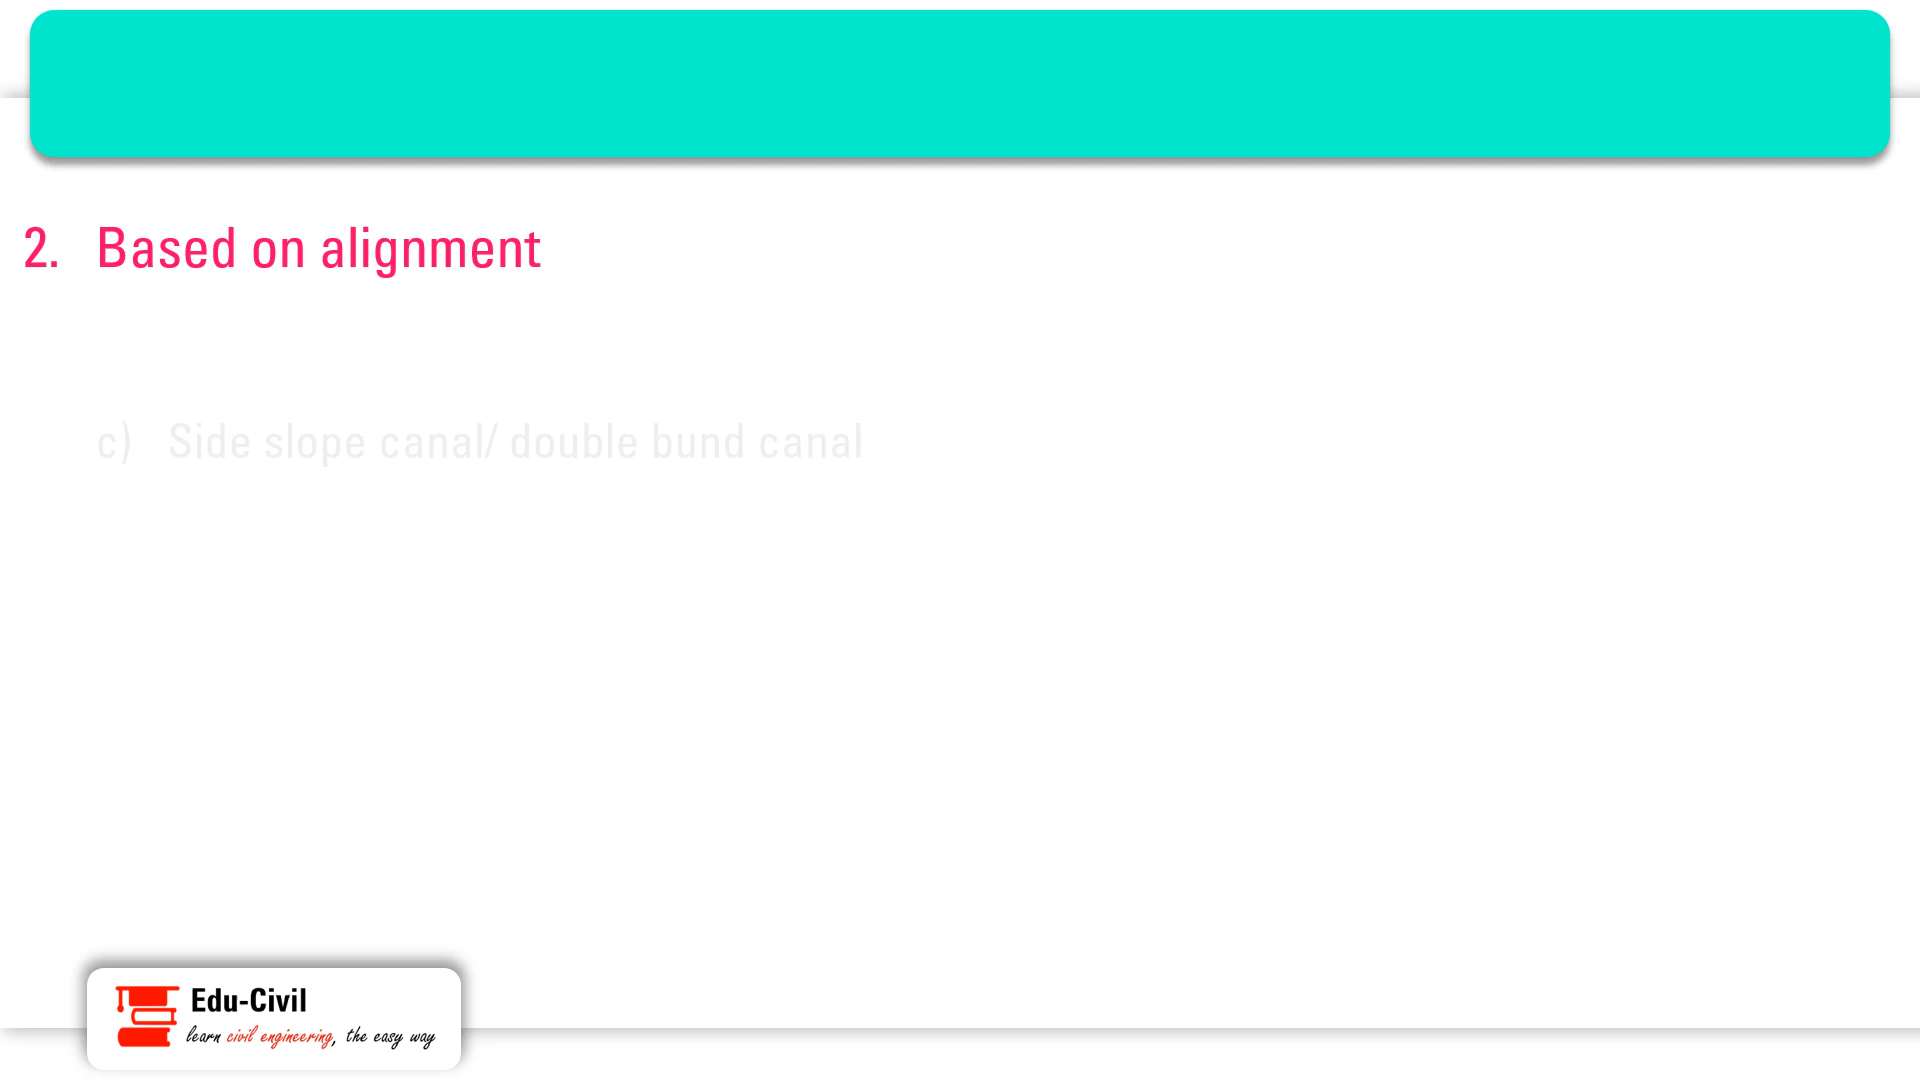 2. Based on alignment
c) Side slope canal/ double bund canal
Edu-Civil
learn civil engineering, the easy way